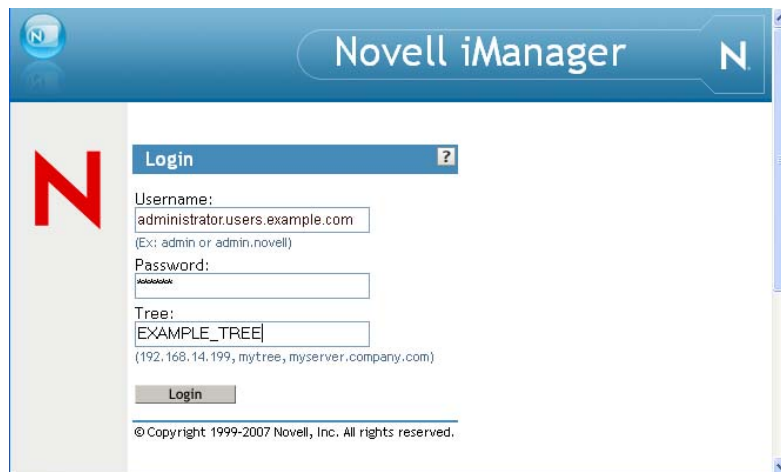 N
Novell iManager
N
N
Login
?
Username:
administrator.users.example.com
(Ex: admin or admin.novell)
Password:
*******
Tree:
EXAMPLE_TREE
(192.168.14.199, mytree, myserver.company.com)
Login
© Copyright 1999-2007 Novell, Inc. All rights reserved.